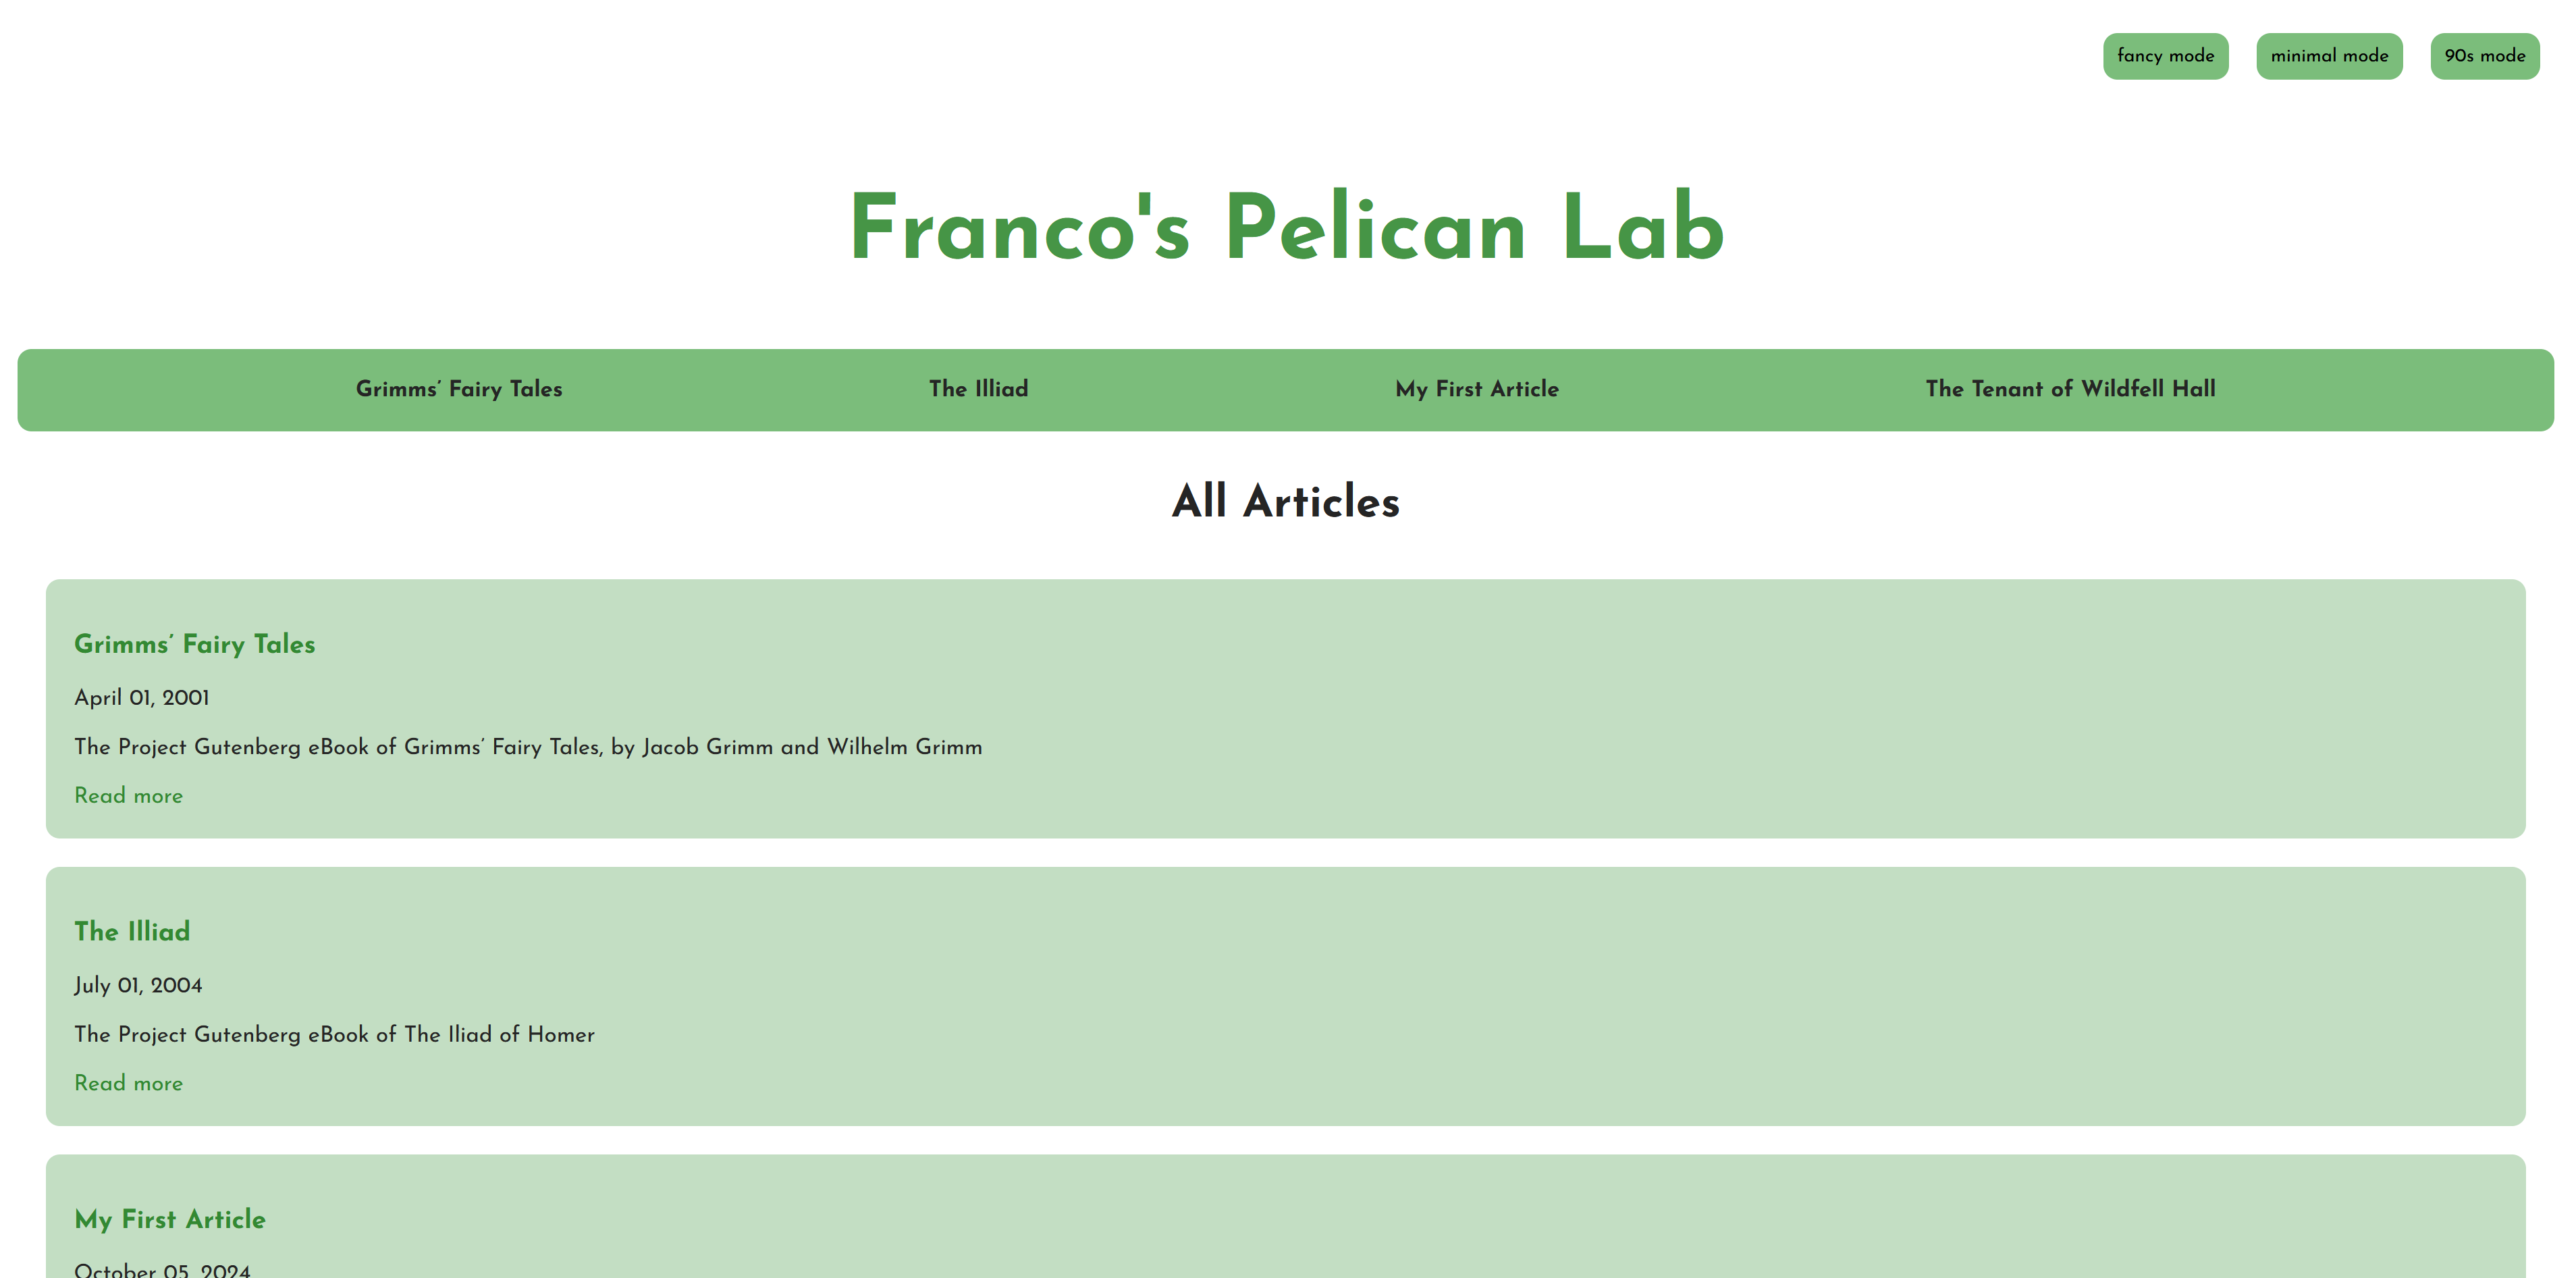 fancy mode minimal mode 90s mode
Franco's Pelican Lab
Grimms’ Fairy Tales The Illiad My First Article The Tenant of Wildfell Hall
All Articles
Grimms’ Fairy Tales
April 01, 2001
The Project Gutenberg eBook of Grimms’ Fairy Tales, by Jacob Grimm and Wilhelm Grimm
Read more
The Illiad
July 01, 2004
The Project Gutenberg eBook of The Iliad of Homer
Read more
My First Article
October 05, 2024